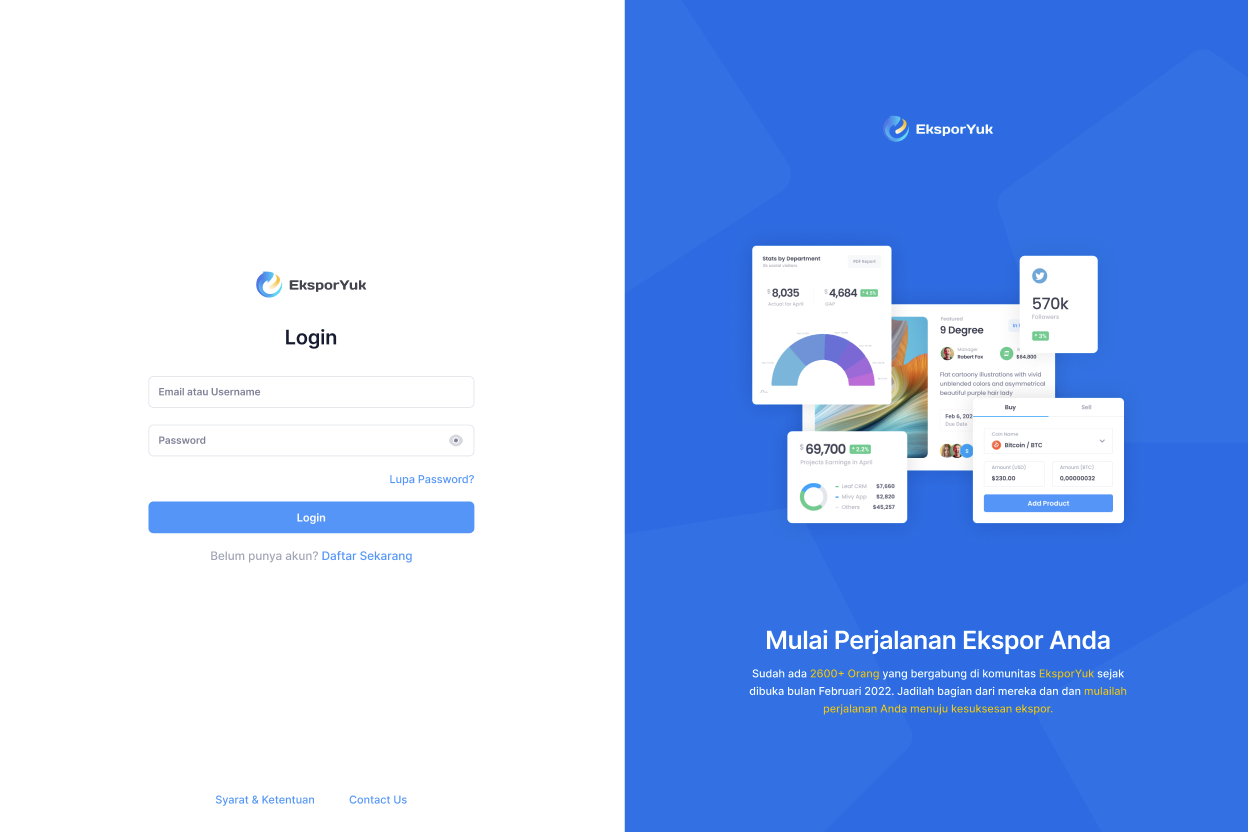 EksporYuk
Login
Email atau Username
Password
Lupa Password?
Login
Belum punya akun? Daftar Sekarang
Syarat & Ketentuan
Contact Us
EksporYuk
Stats by Department
PDF Report
$8,035
Actual for April
$4,684 4.5%
GAP
Featured
9 Degree
Manager
Robert Fox
$64,800
Flat cartoony illustrations with vivid
unblended colors and asymmetrical
beautiful purple hair lady
Feb 6, 202
Due Date
S
570k
Followers
3%
$69,700 2.2%
Projects Earnings in April
Leaf CRM $7,560
Mivy App $2,820
Others $45,257
Buy
Sell
Coin Name
Bitcoin / BTC
Amount (USD)
$230.00
Amount (BTC)
0,00000032
Add Product
Mulai Perjalanan Ekspor Anda
Sudah ada 2600+ Orang yang bergabung di komunitas EksporYuk sejak
dibuka bulan Februari 2022. Jadilah bagian dari mereka dan dan mulailah
perjalanan Anda menuju kesuksesan ekspor.